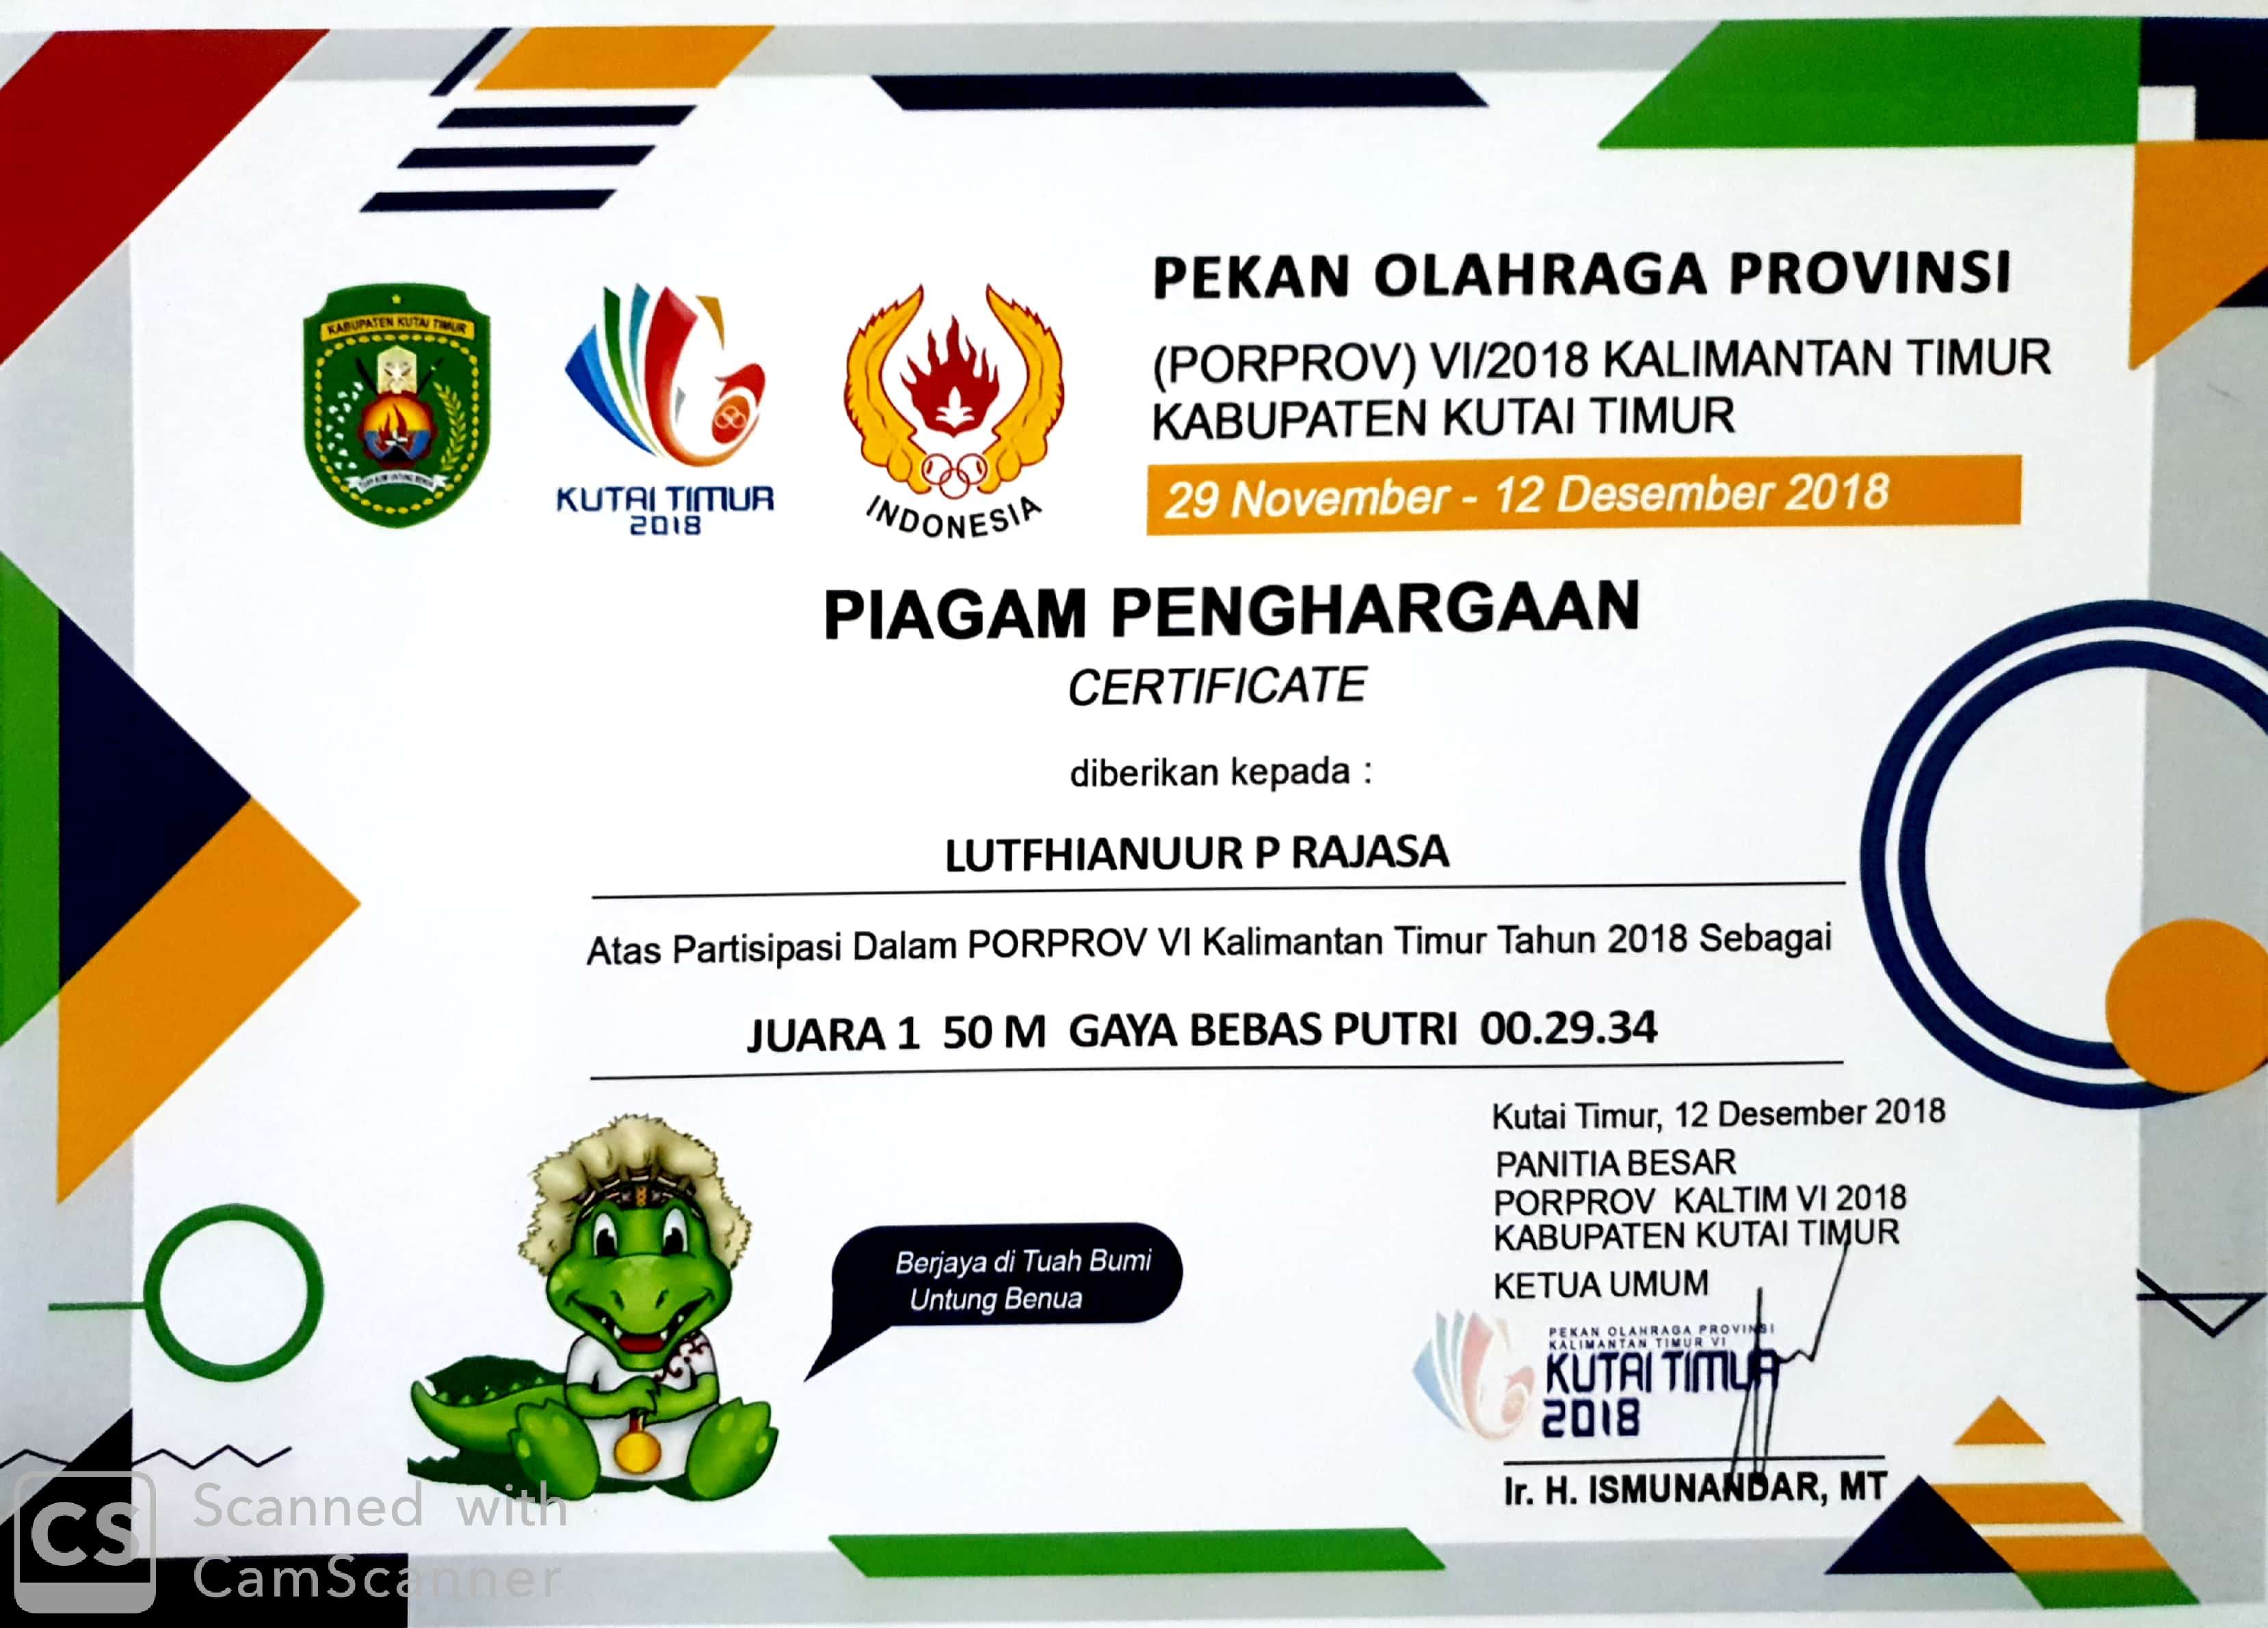 KABUPATEN KUTAI TIMUR
TUAH BUMI UNTUNG BENUA
KUTAI TIMUR
2018
INDONESIA
PEKAN OLAHRAGA PROVINSI
(PORPROV) VI/2018 KALIMANTAN TIMUR
KABUPATEN KUTAI TIMUR
29 November - 12 Desember 2018
PIAGAM PENGHARGAAN
CERTIFICATE
diberikan kepada :
LUTFHIANUUR P RAJASA
Atas Partisipasi Dalam PORPROV VI Kalimantan Timur Tahun 2018 Sebagai
JUARA 1 50 M GAYA BEBAS PUTRI 00.29.34
Berjaya di Tuah Bumi
Untung Benua
Kutai Timur, 12 Desember 2018
PANITIA BESAR
PORPROV KALTIM VI 2018
KABUPATEN KUTAI TIMUR
KETUA UMUM
PEKAN OLAHRAGA PROVINSI
KALIMANTAN TIMUR VI
KUTAI TIMUR
2018
Ir. H. ISMUNANDAR, MT
CS
Scanned with
CamScanner